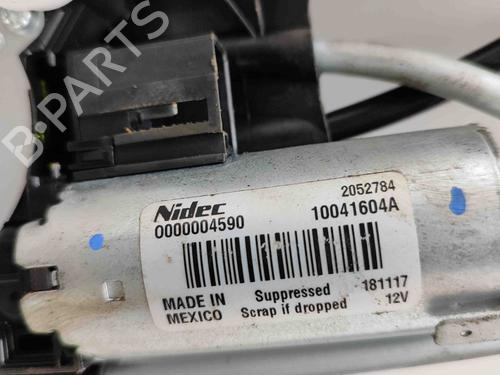 Nidec
2052784
0000004590
10041604A
MADE IN
MEXICO
Suppressed
Scrap if dropped
181117
12V
B-PARTS